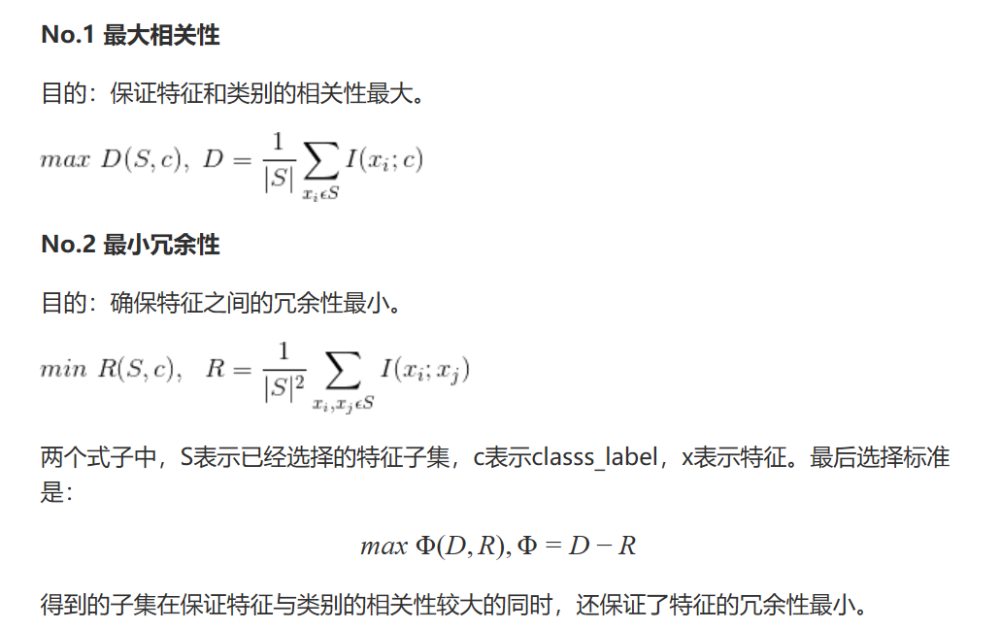 No.1 最大相关性
目的：保证特征和类别的相关性最大。
max D(S,c), D = \frac{1}{|S|} \sum_{x_i \epsilon S} I(x_i; c)
No.2 最小冗余性
目的：确保特征之间的冗余性最小。
min R(S,c), R = \frac{1}{|S|^2} \sum_{x_i,x_j \epsilon S} I(x_i; x_j)
两个式子中，S表示已经选择的特征子集，c表示classs_label，x表示特征。最后选择标准
是：
max Φ(D, R), Φ = D − R
得到的子集在保证特征与类别的相关性较大的同时，还保证了特征的冗余性最小。